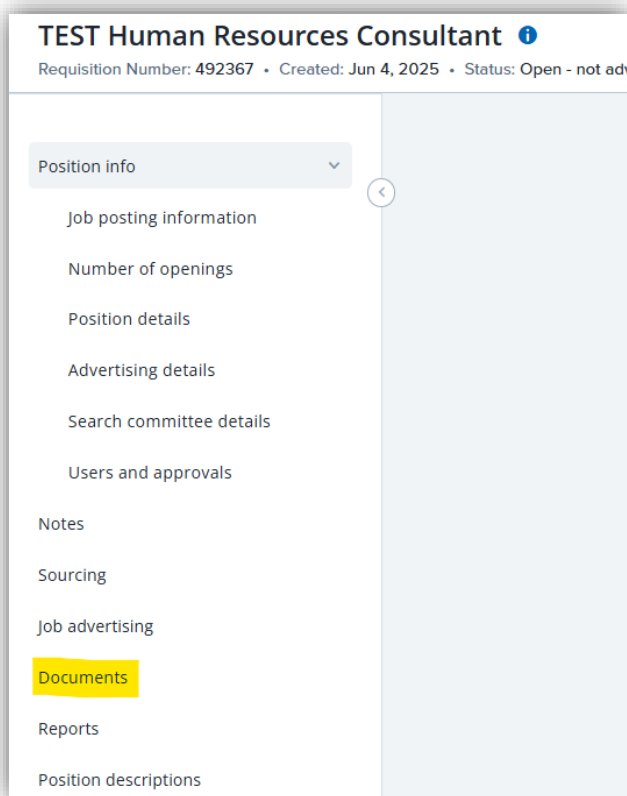 TEST Human Resources Consultant
Requisition Number: 492367 • Created: Jun 4, 2025 • Status: Open - not
Position info
Job posting information
Number of openings
Position details
Advertising details
Search committee details
Users and approvals
Notes
Sourcing
Job advertising
Documents
Reports
Position descriptions